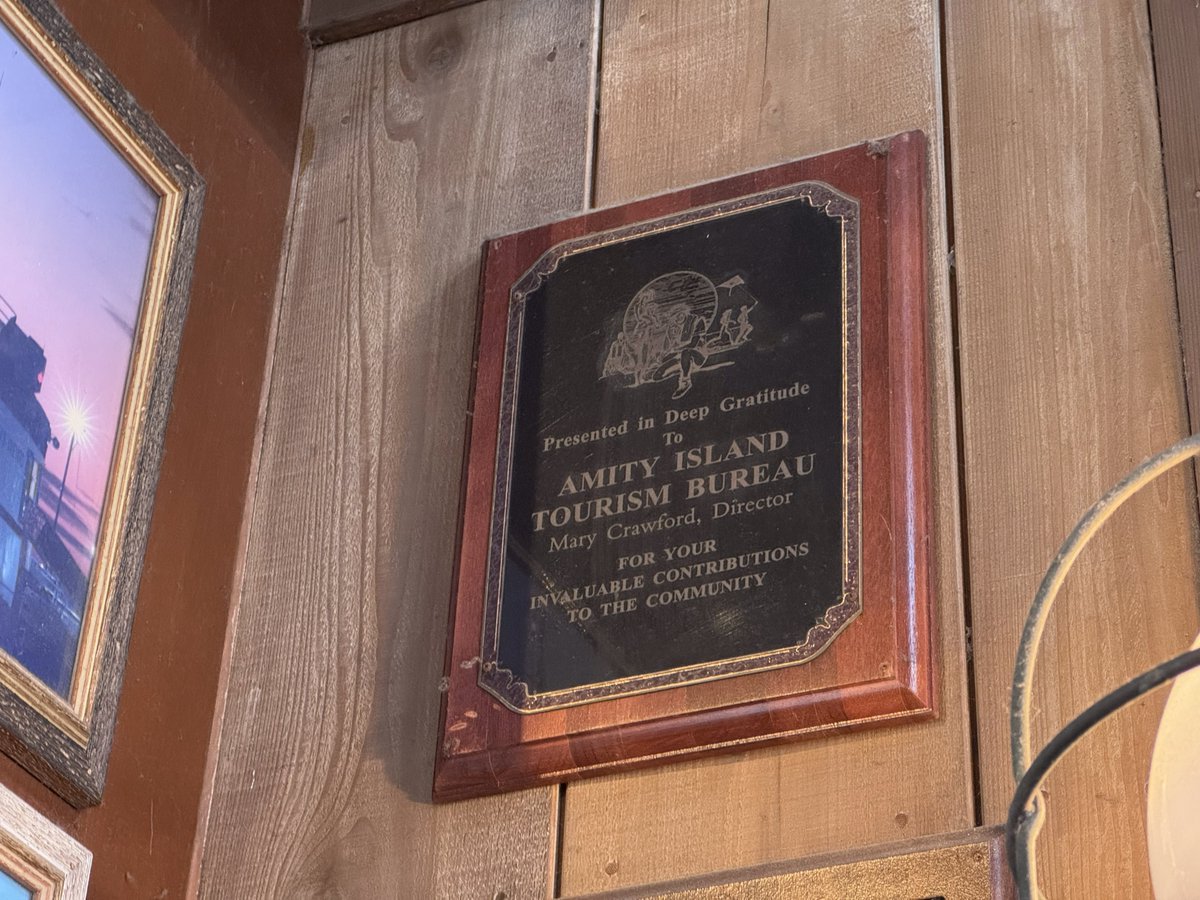 Presented in Deep Gratitude
To
AMITY ISLAND
TOURISM BUREAU
Mary Crawford, Director
FOR YOUR
INVALUABLE CONTRIBUTIONS
TO THE COMMUNITY